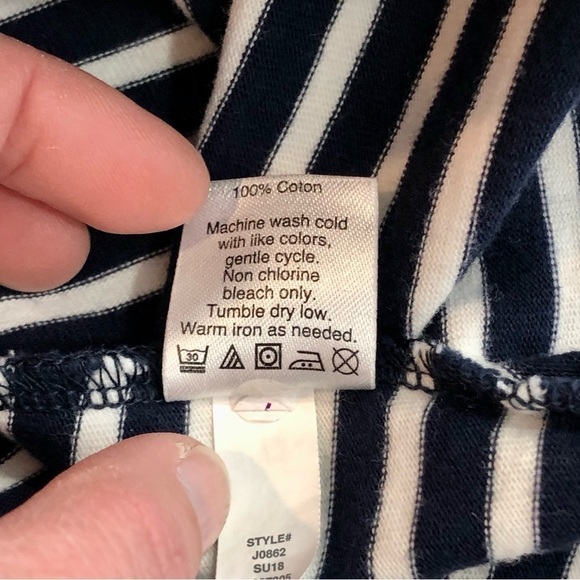 100% Coton
Machine wash cold
with like colors,
gentle cycle.
Non chlorine
bleach only.
Tumble dry low.
Warm iron as needed.
30
STYLE#
J0862
SU18